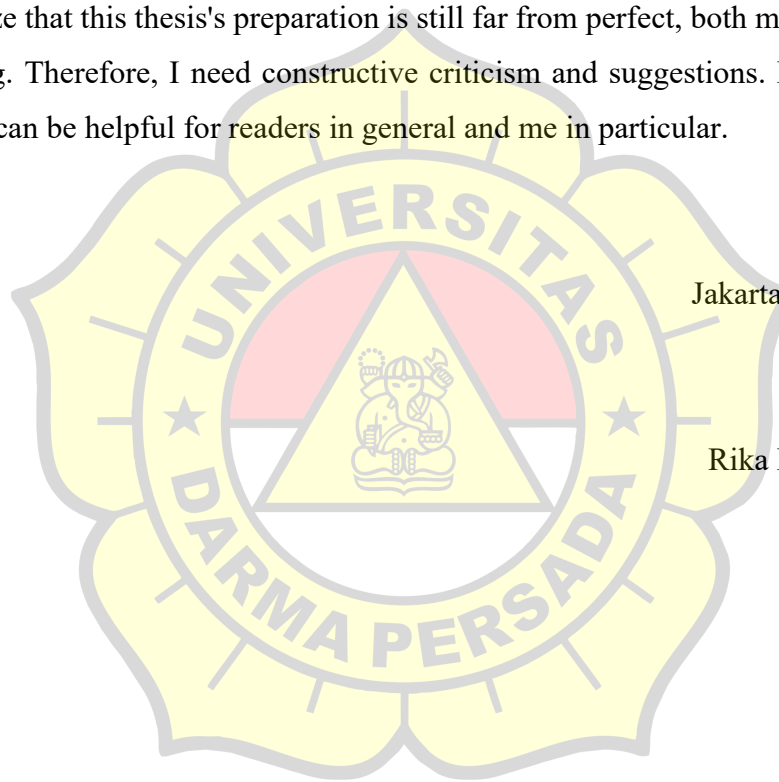 ze that this thesis's preparation is still far from perfect, both m
g. Therefore, I need constructive criticism and suggestions.
can be helpful for readers in general and me in particular.
UNIVERSITAS
Jakarta
Rika
DARMA PERSADA